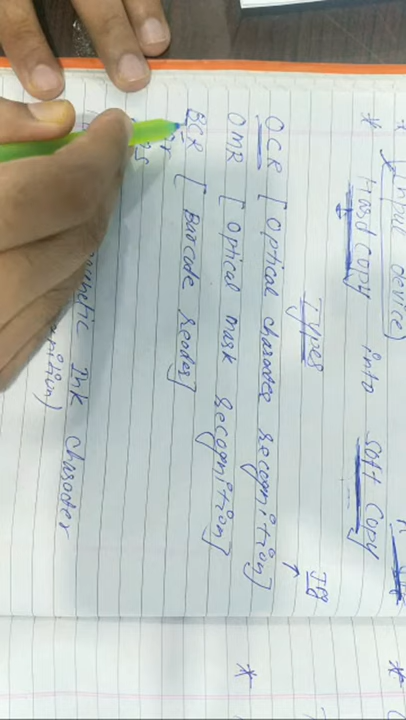 Input device)
* Hard Copy into Soft Copy
Types
IQ
OCR [Optical character recognition]
OMR [Optical mark recognition]
BCR [Barcode reader]
Ink character